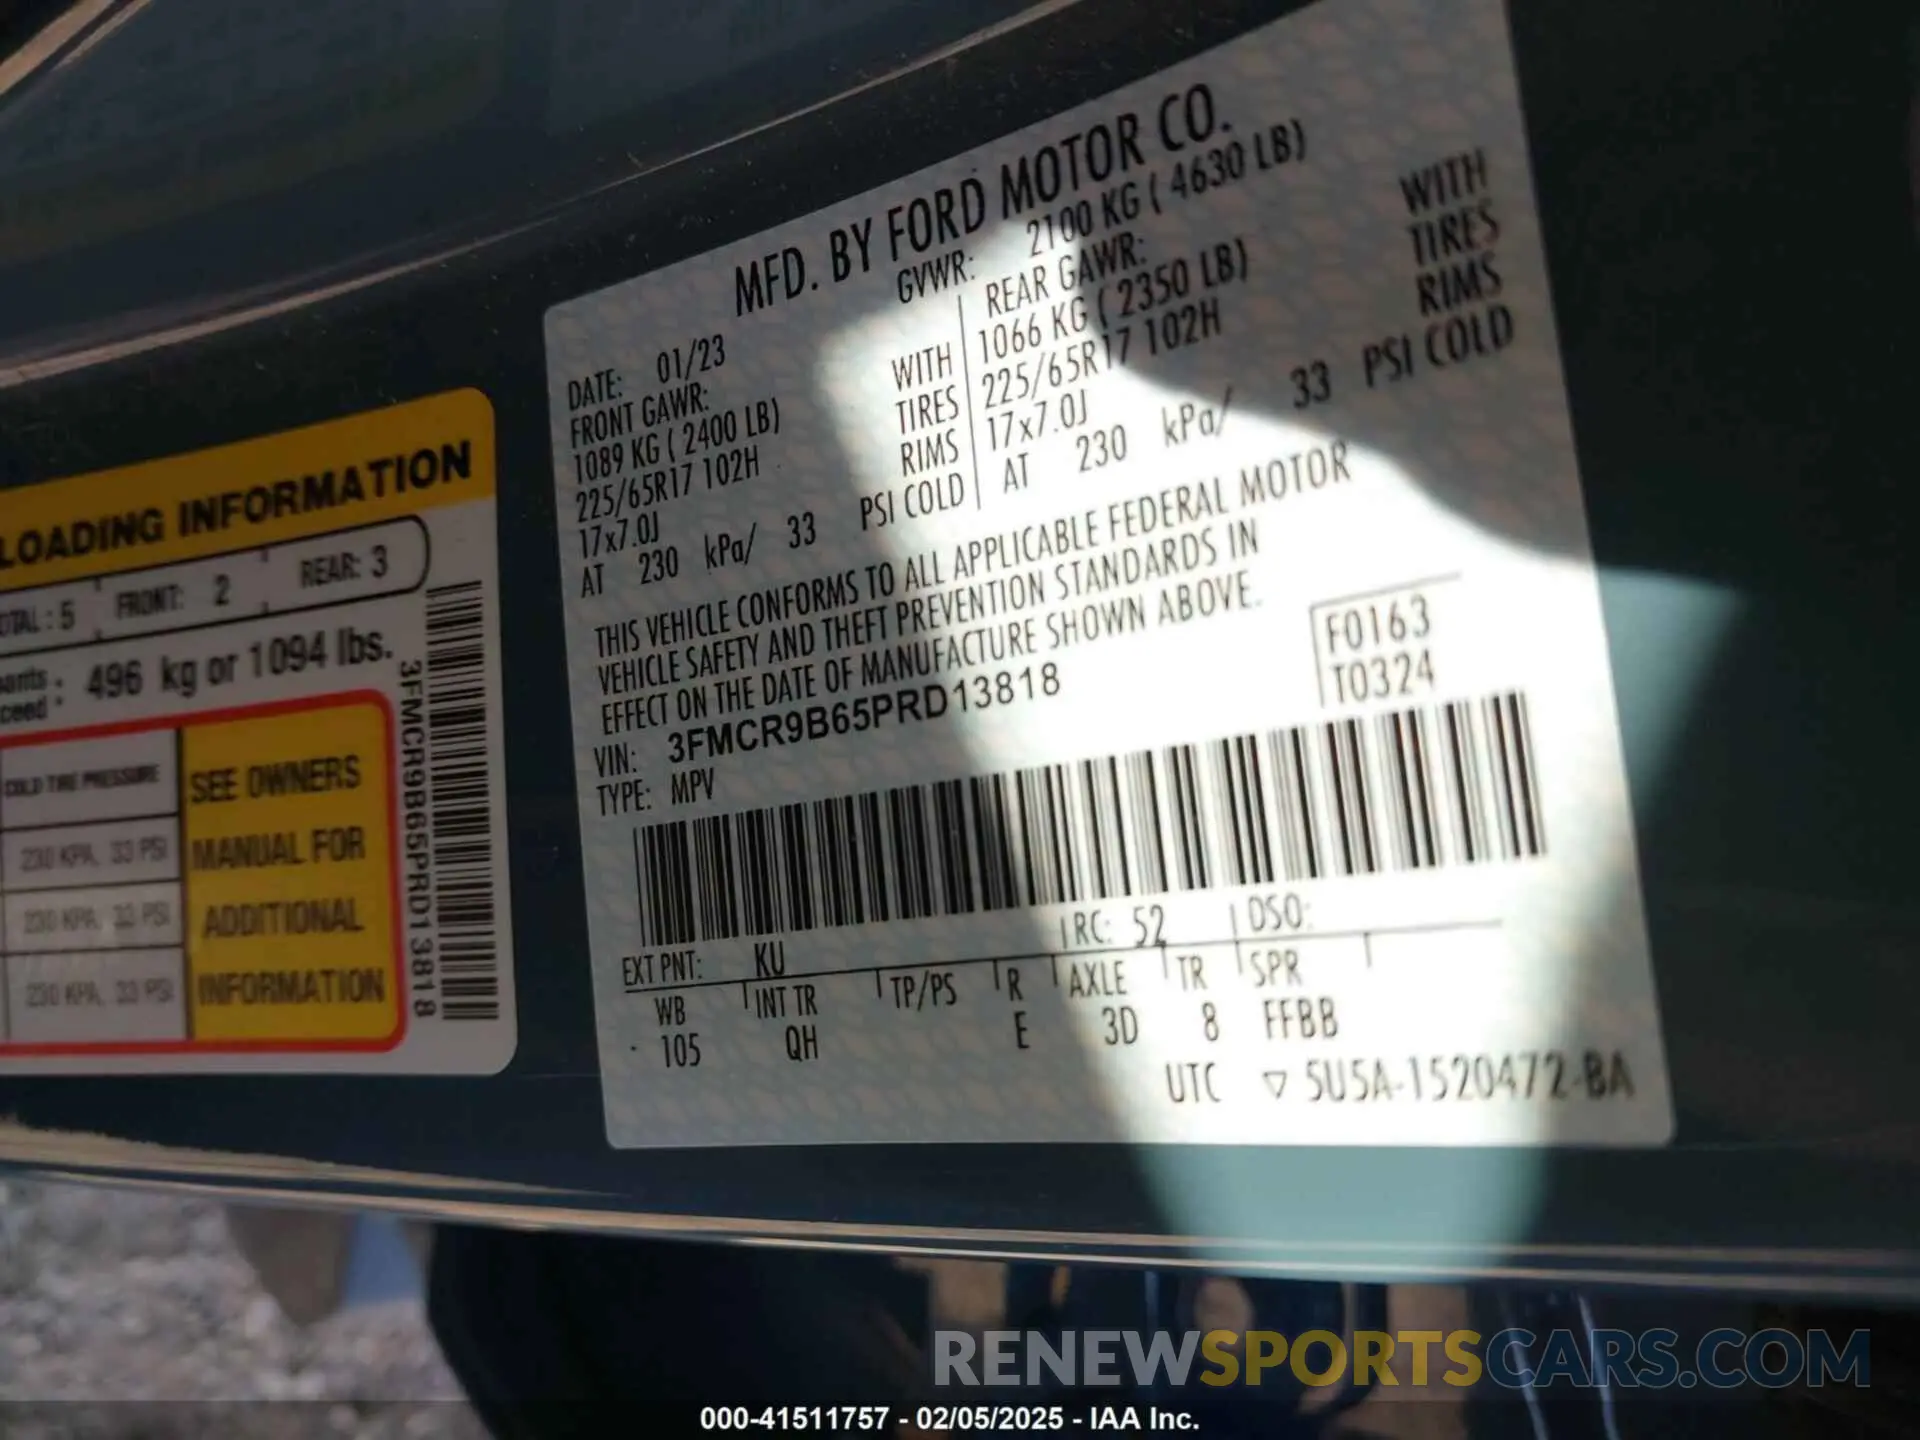 LOADING INFORMATION
FRONT: 2
REAR: 3
: 5
496 kg or 1094 lbs.
COLD TIRE PRESSURE
230 KPA, 33 PSI
230 KPA, 33 PSI
230 KPA, 33 PSI
SEE OWNERS
MANUAL FOR
ADDITIONAL
INFORMATION
3FMCR9B65PRD13818
MFD. BY FORD MOTOR CO.
DATE: 01/23
GVWR: 2100 KG ( 4630 LB)
FRONT GAWR:
1089 KG ( 2400 LB) WITH
225/65R17 102H TIRES
17x7.0J RIMS
AT 230 kPa/ 33 PSI COLD
REAR GAWR:
1066 KG ( 2350 LB) WITH
225/65R17 102H TIRES
17x7.0J RIMS
AT 230 kPa/ 33 PSI COLD
THIS VEHICLE CONFORMS TO ALL APPLICABLE FEDERAL MOTOR
VEHICLE SAFETY AND THEFT PREVENTION STANDARDS IN
EFFECT ON THE DATE OF MANUFACTURE SHOWN ABOVE.
VIN: 3FMCR9B65PRD13818
TYPE: MPV
F0163
T0324
EXT PNT: KU RC: 52 DSO:
WB INT TR TP/PS R AXLE TR SPR
105 QH E 3D 8 FFBB
UTC ▽ 5U5A-1520472-BA
RENEWSPORTSCARS.COM
000-41511757 - 02/05/2025 - IAA Inc.